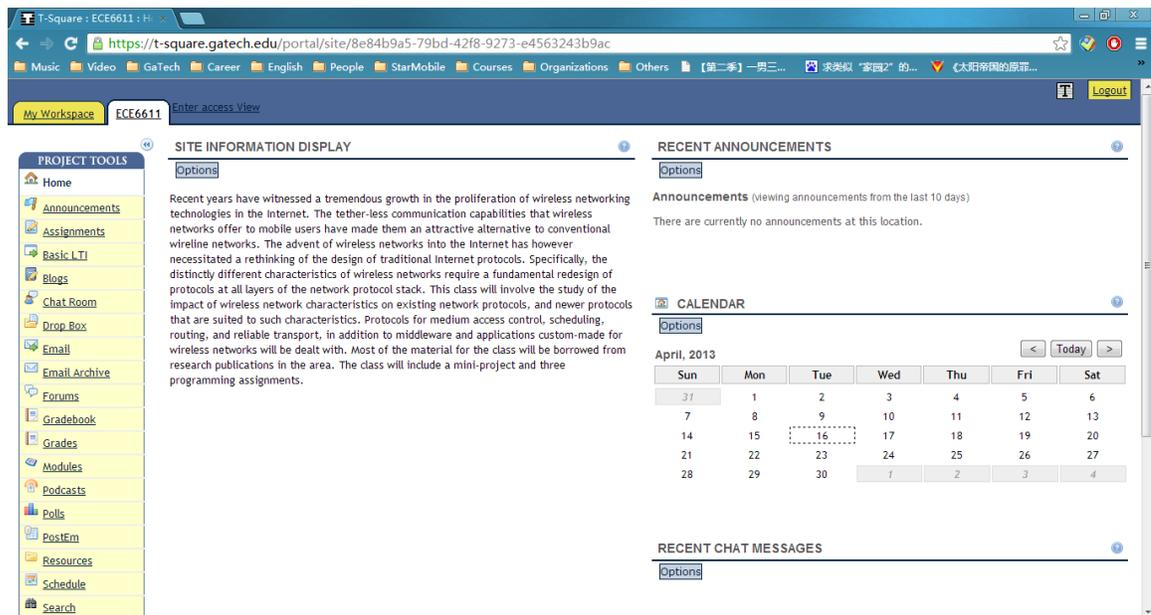 T-Square : ECE6611 : H
https://t-square.gatech.edu/portal/site/8e84b9a5-79bd-42f8-9273-e4563243b9ac
Music Video GaTech Career English People StarMobile Courses Organizations Others 【第二季】一男三... 求类似“家园2”的... 《太阳帝国的原罪...
My Workspace ECE6611 Enter access View T Logout
PROJECT TOOLS
Home
Announcements
Assignments
Basic LTI
Blogs
Chat Room
Drop Box
Email
Email Archive
Forums
Gradebook
Grades
Modules
Podcasts
Polls
PostEm
Resources
Schedule
Search
SITE INFORMATION DISPLAY
Options
Recent years have witnessed a tremendous growth in the proliferation of wireless networking
technologies in the Internet. The tether-less communication capabilities that wireless
networks offer to mobile users have made them an attractive alternative to conventional
wireline networks. The advent of wireless networks into the Internet has however
necessitated a rethinking of the design of traditional Internet protocols. Specifically, the
distinctly different characteristics of wireless networks require a fundamental redesign of
protocols at all layers of the network protocol stack. This class will involve the study of the
impact of wireless network characteristics on existing network protocols, and newer protocols
that are suited to such characteristics. Protocols for medium access control, scheduling,
routing, and reliable transport, in addition to middleware and applications custom-made for
wireless networks will be dealt with. Most of the material for the class will be borrowed from
research publications in the area. The class will include a mini-project and three
programming assignments.
RECENT ANNOUNCEMENTS
Options
Announcements (viewing announcements from the last 10 days)
There are currently no announcements at this location.
CALENDAR
Options
April, 2013 < Today >
Sun Mon Tue Wed Thu Fri Sat
31 1 2 3 4 5 6
7 8 9 10 11 12 13
14 15 16 17 18 19 20
21 22 23 24 25 26 27
28 29 30 1 2 3 4
RECENT CHAT MESSAGES
Options